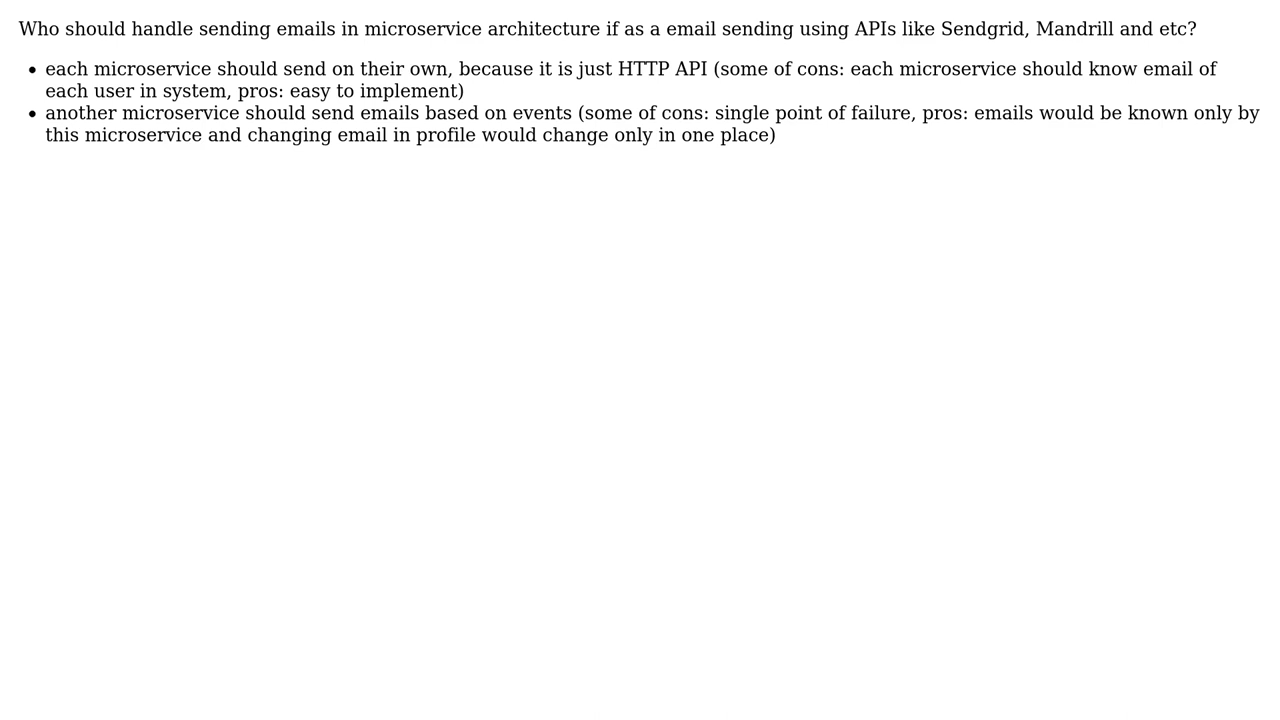 Who should handle sending emails in microservice architecture if as a email sending using APIs like Sendgrid, Mandrill and etc?
• each microservice should send on their own, because it is just HTTP API (some of cons: each microservice should know email of
each user in system, pros: easy to implement)
• another microservice should send emails based on events (some of cons: single point of failure, pros: emails would be known only by
this microservice and changing email in profile would change only in one place)